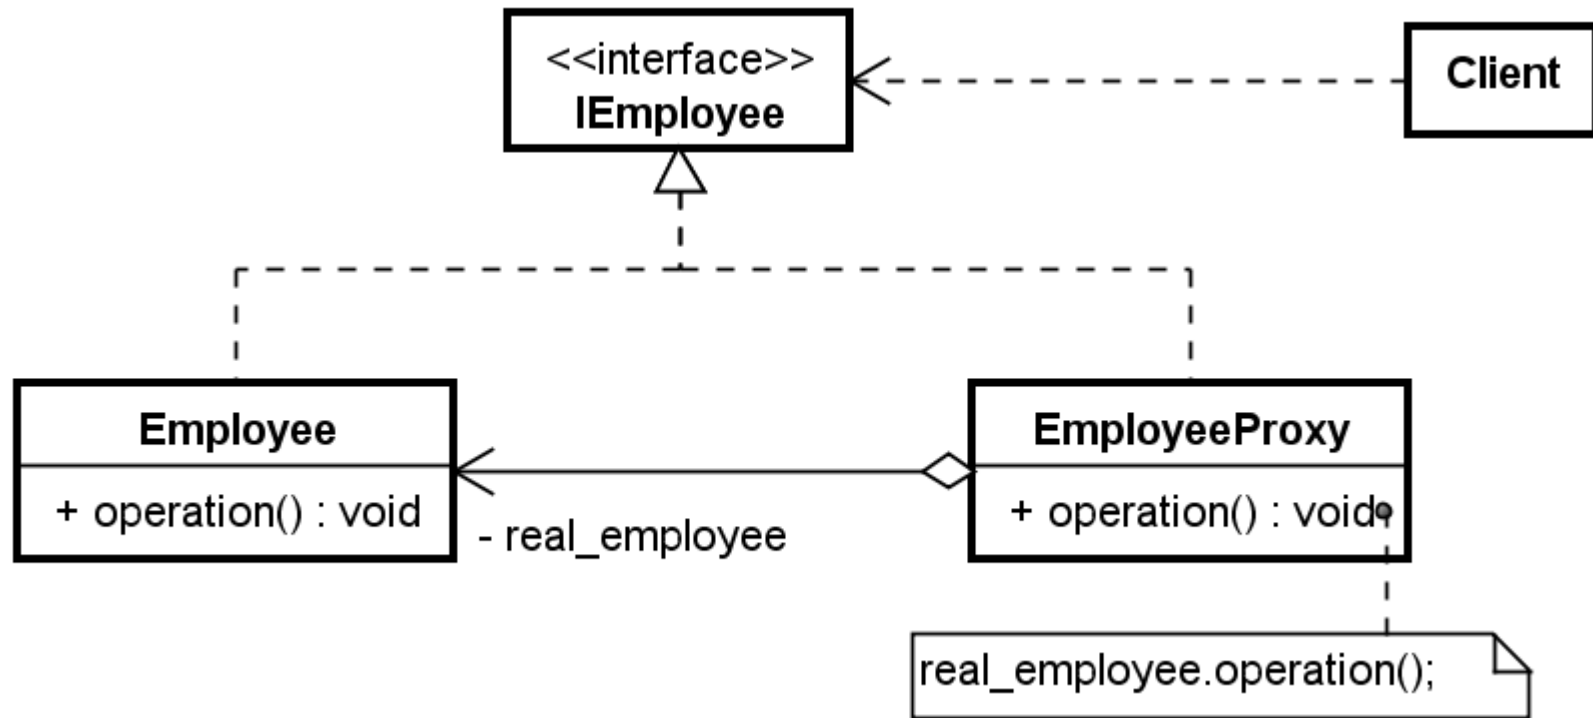 <<interface>>
IEmployee
Client
Employee
+ operation() : void
- real_employee
EmployeeProxy
+ operation() : void
real_employee.operation();